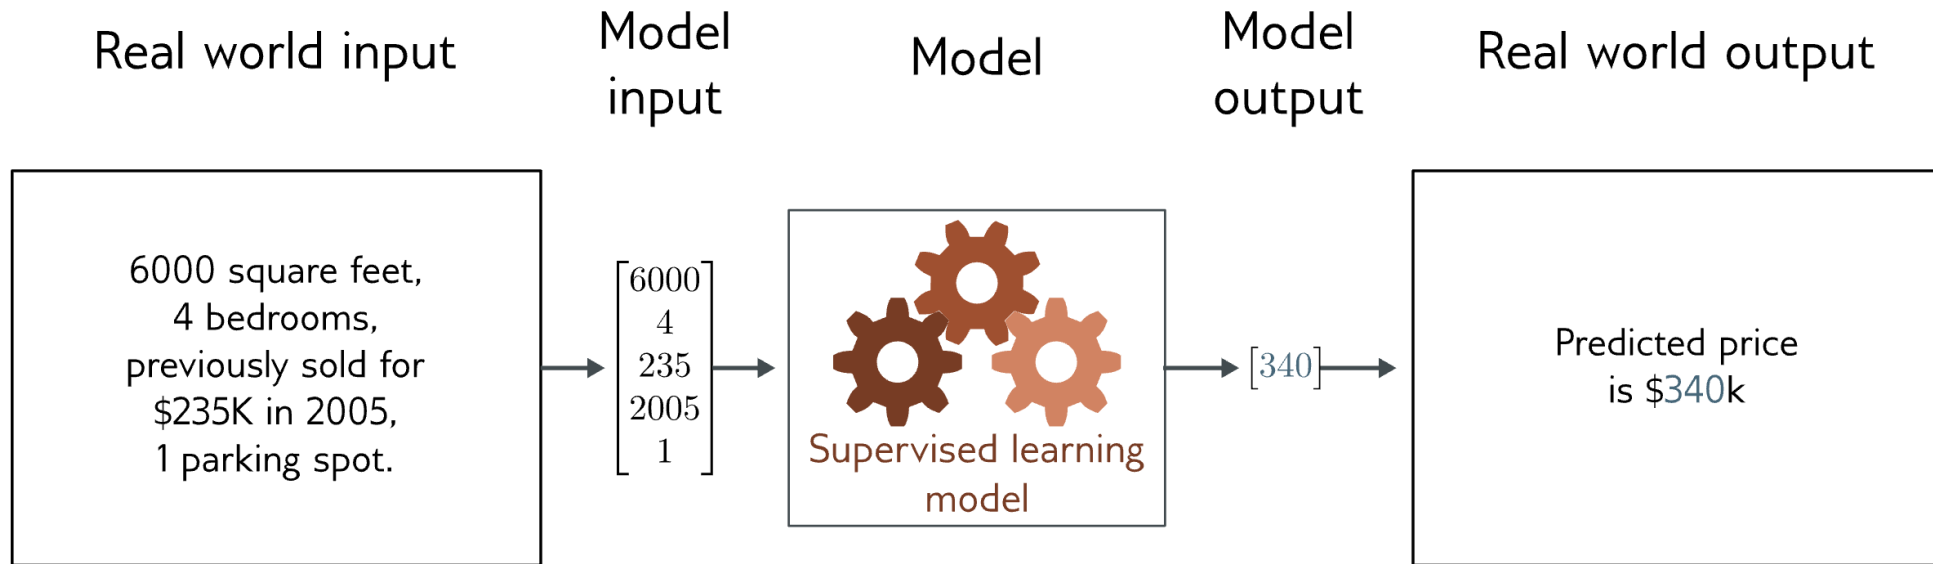 Real world input
Model
input
Model
Model
output
Real world output
6000 square feet,
4 bedrooms,
previously sold for
$235K in 2005,
1 parking spot.
6000
4
235
2005
1
Supervised learning
model
[340]
Predicted price
is $340k